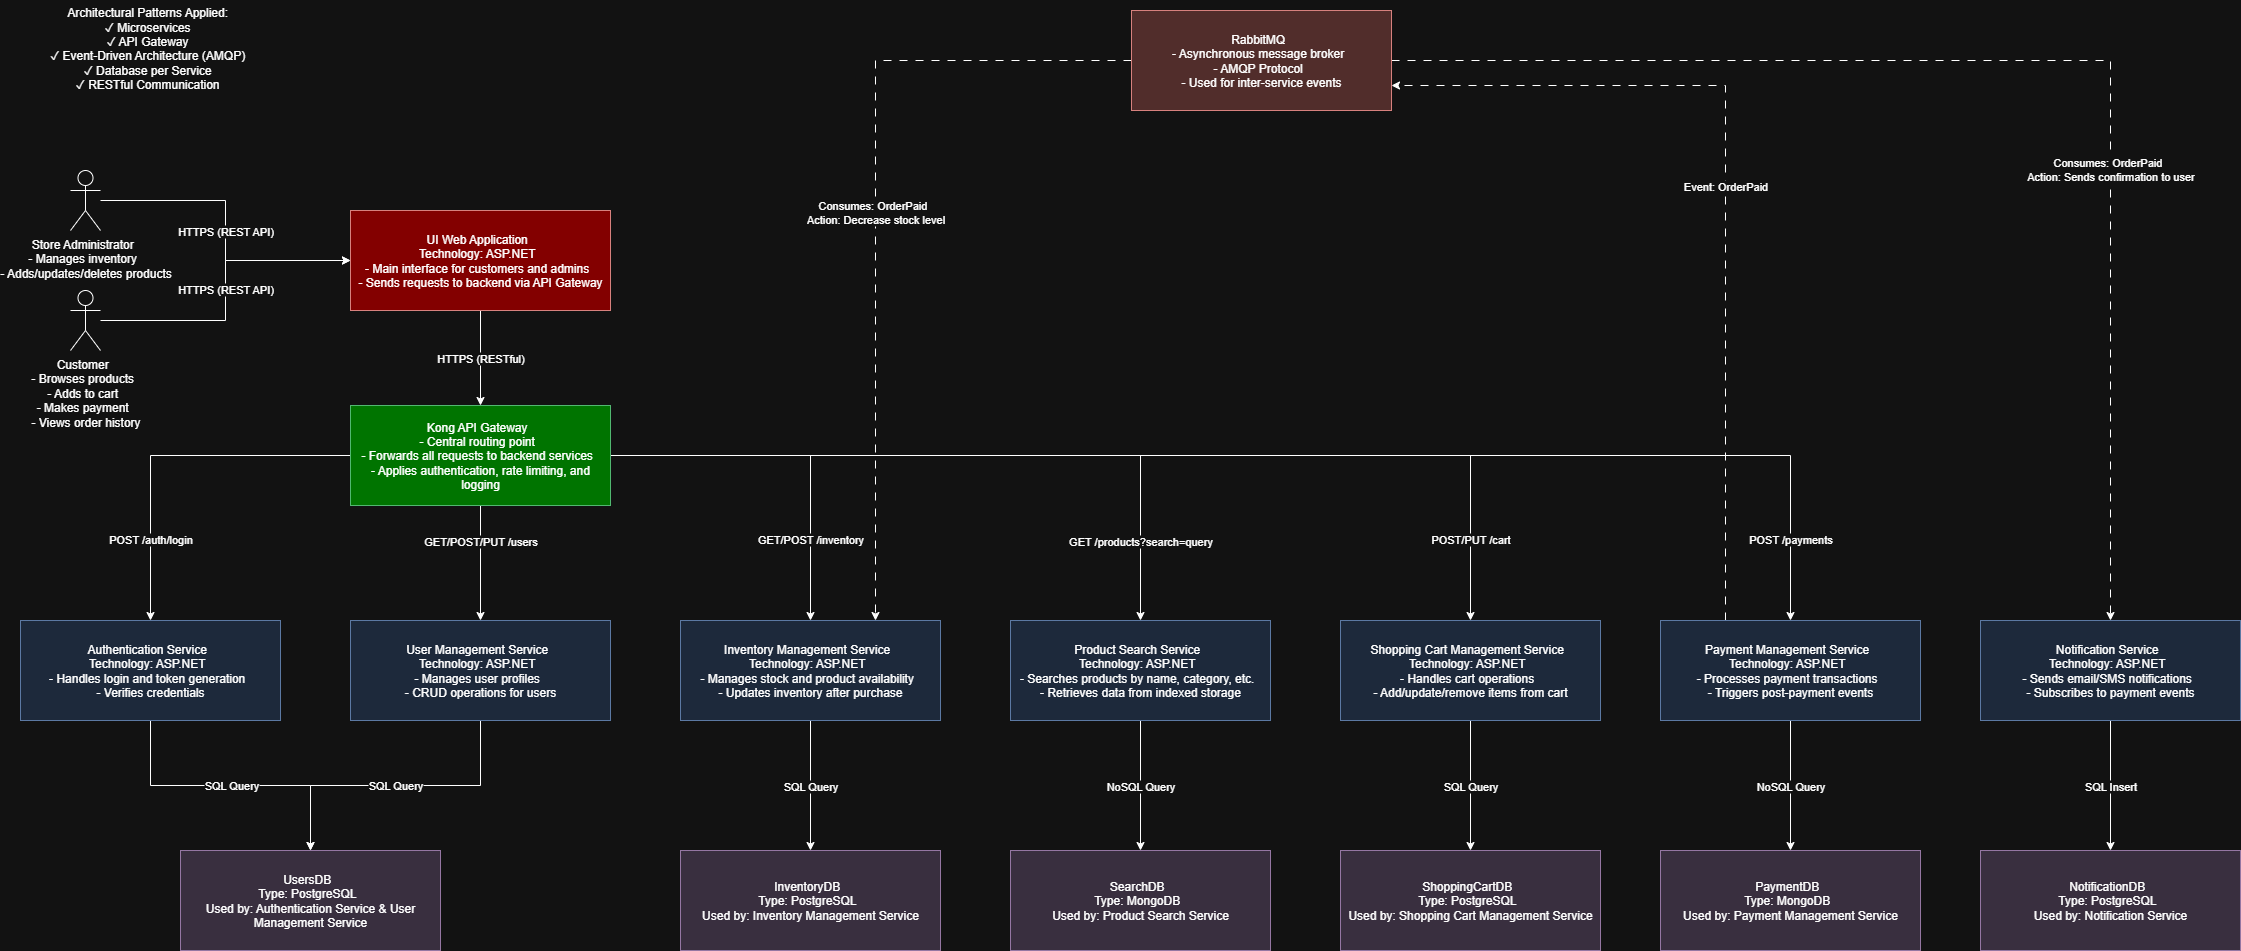 Architectural Patterns Applied:
✓ Microservices
✓ API Gateway
✓ Event-Driven Architecture (AMQP)
✓ Database per Service
✓ RESTful Communication
RabbitMQ
- Asynchronous message broker
- AMQP Protocol
- Used for inter-service events
Consumes: OrderPaid
Action: Decrease stock level
Event: OrderPaid
Consumes: OrderPaid
Action: Sends confirmation to user
Store Administrator
- Manages inventory
- Adds/updates/deletes products
HTTPS (REST API)
HTTPS (REST API)
Customer
- Browses products
- Adds to cart
- Makes payment
- Views order history
UI Web Application
Technology: ASP.NET
- Main interface for customers and admins
- Sends requests to backend via API Gateway
HTTPS (RESTful)
Kong API Gateway
- Central routing point
- Forwards all requests to backend services
- Applies authentication, rate limiting, and
logging
POST /auth/login
GET/POST/PUT /users
GET/POST /inventory
GET /products?search=query
POST/PUT /cart
POST /payments
Authentication Service
Technology: ASP.NET
- Handles login and token generation
- Verifies credentials
User Management Service
Technology: ASP.NET
- Manages user profiles
- CRUD operations for users
Inventory Management Service
Technology: ASP.NET
- Manages stock and product availability
- Updates inventory after purchase
Product Search Service
Technology: ASP.NET
- Searches products by name, category, etc.
- Retrieves data from indexed storage
Shopping Cart Management Service
Technology: ASP.NET
- Handles cart operations
- Add/update/remove items from cart
Payment Management Service
Technology: ASP.NET
- Processes payment transactions
- Triggers post-payment events
Notification Service
Technology: ASP.NET
- Sends email/SMS notifications
- Subscribes to payment events
SQL Query
SQL Query
SQL Query
NoSQL Query
SQL Query
NoSQL Query
SQL Insert
UsersDB
Type: PostgreSQL
Used by: Authentication Service & User
Management Service
InventoryDB
Type: PostgreSQL
Used by: Inventory Management Service
SearchDB
Type: MongoDB
Used by: Product Search Service
ShoppingCartDB
Type: PostgreSQL
Used by: Shopping Cart Management Service
PaymentDB
Type: MongoDB
Used by: Payment Management Service
NotificationDB
Type: PostgreSQL
Used by: Notification Service